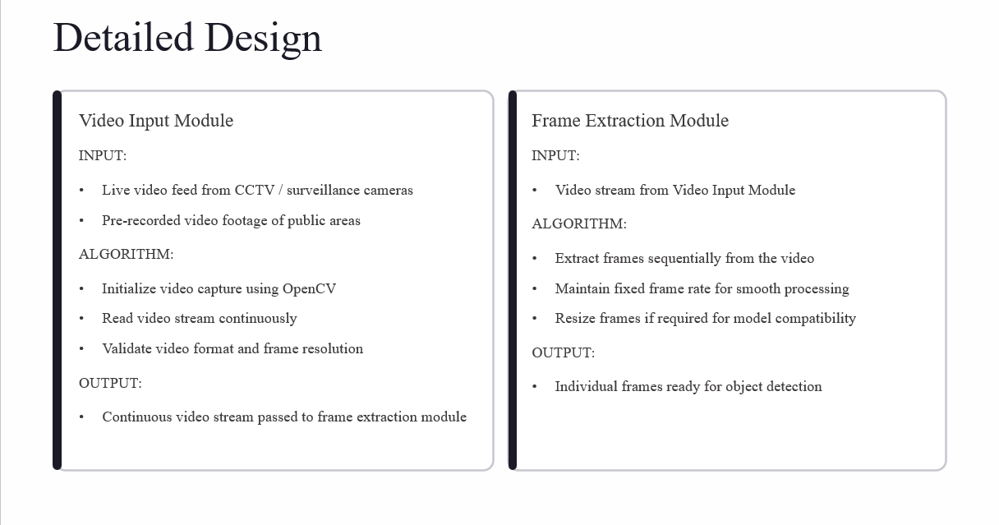 Detailed Design
Video Input Module
INPUT:
• Live video feed from CCTV / surveillance cameras
• Pre-recorded video footage of public areas
ALGORITHM:
• Initialize video capture using OpenCV
• Read video stream continuously
• Validate video format and frame resolution
OUTPUT:
• Continuous video stream passed to frame extraction module
Frame Extraction Module
INPUT:
• Video stream from Video Input Module
ALGORITHM:
• Extract frames sequentially from the video
• Maintain fixed frame rate for smooth processing
• Resize frames if required for model compatibility
OUTPUT:
• Individual frames ready for object detection